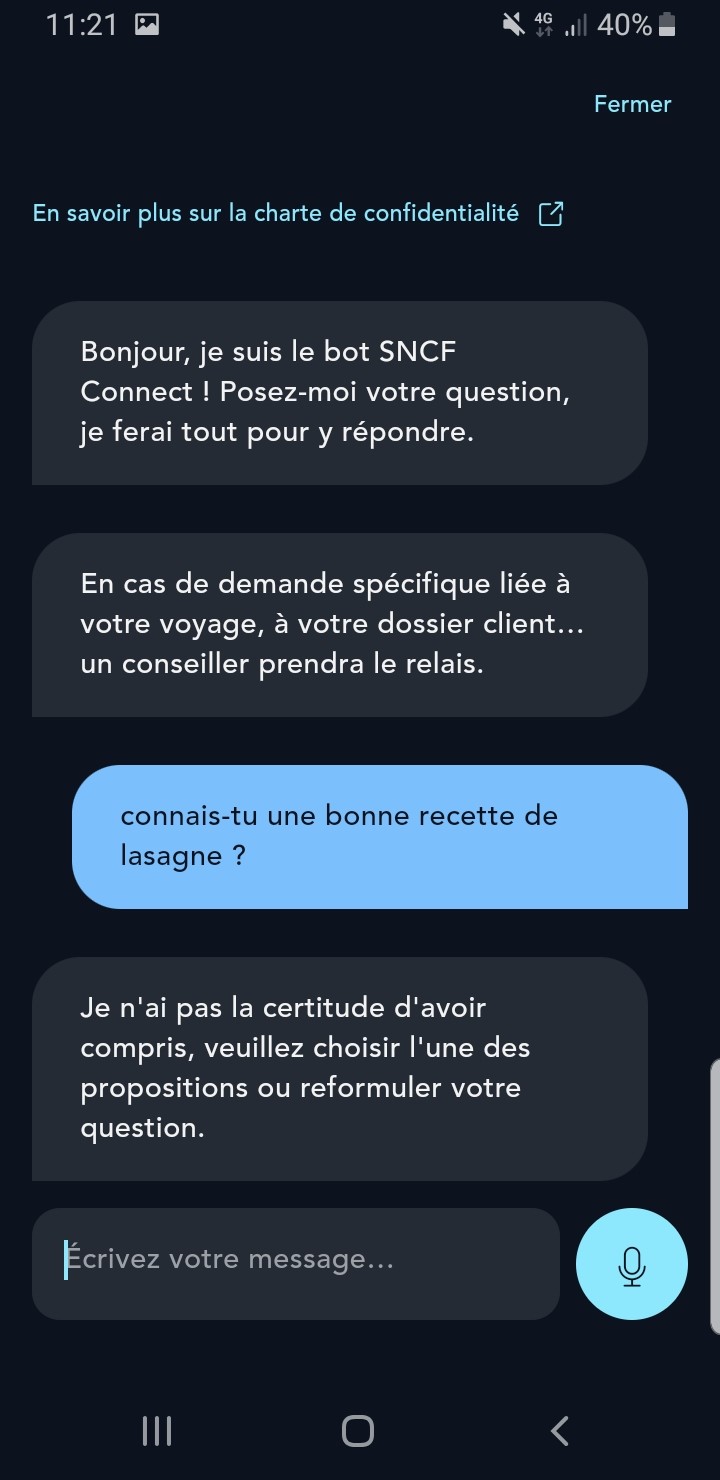 11:21
4G
40%
Fermer
En savoir plus sur la charte de confidentialité
Bonjour, je suis le bot SNCF
Connect ! Posez-moi votre question,
je ferai tout pour y répondre.
En cas de demande spécifique liée à
votre voyage, à votre dossier client...
un conseiller prendra le relais.
connais-tu une bonne recette de
lasagne ?
Je n'ai pas la certitude d'avoir
compris, veuillez choisir l'une des
propositions ou reformuler votre
question.
Écrivez votre message...